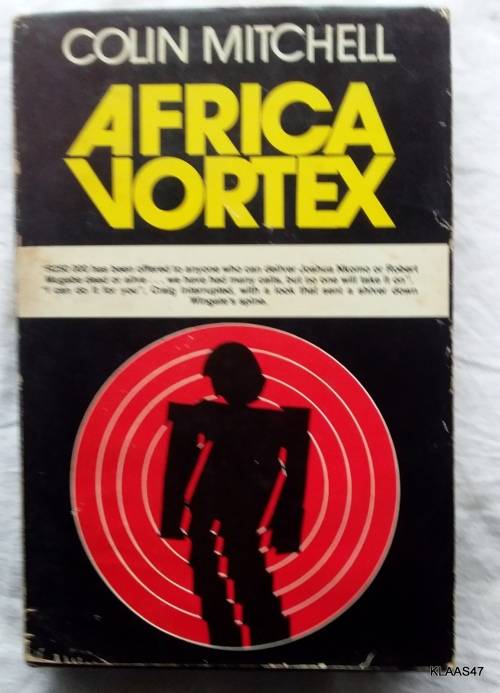 COLIN MITCHELL
AFRICA
VORTEX
has been offered to anyone who can deliver Joshua Nkomo or Robert
Mugabe dead or alive . . . we have had many calls, but no one will take it on".
"I can do it for you", Craig interrupted, with a look that sent a shiver down
Wingate's spine.
KLAAS47